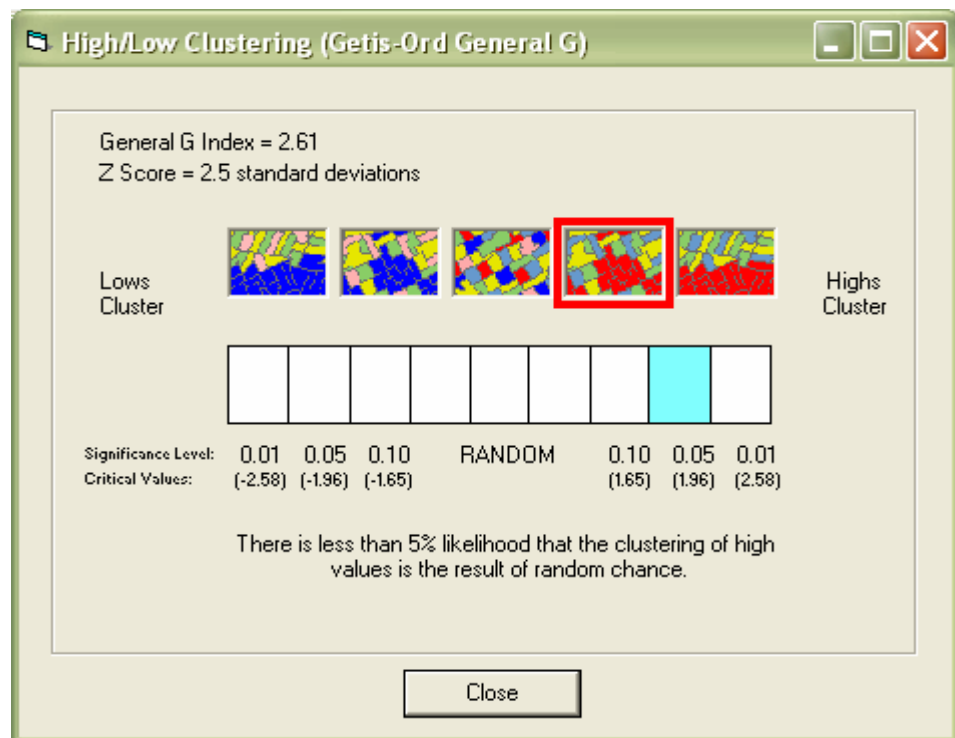 High/Low Clustering (Getis-Ord General G)
General G Index = 2.61
Z Score = 2.5 standard deviations
Lows
Cluster
Highs
Cluster
Significance Level: 0.01 0.05 0.10 RANDOM 0.10 0.05 0.01
Critical Values: (-2.58) (-1.96) (-1.65) (1.65) (1.96) (2.58)
There is less than 5% likelihood that the clustering of high
values is the result of random chance.
Close